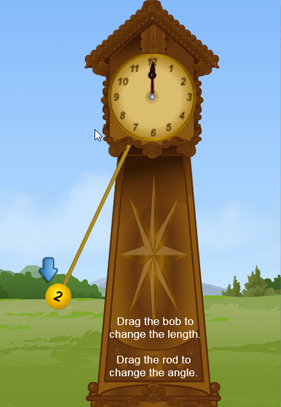 12
11 1
10 2
9 3
8 4
7 5
6
2
Drag the bob to
change the length.
Drag the rod to
change the angle.